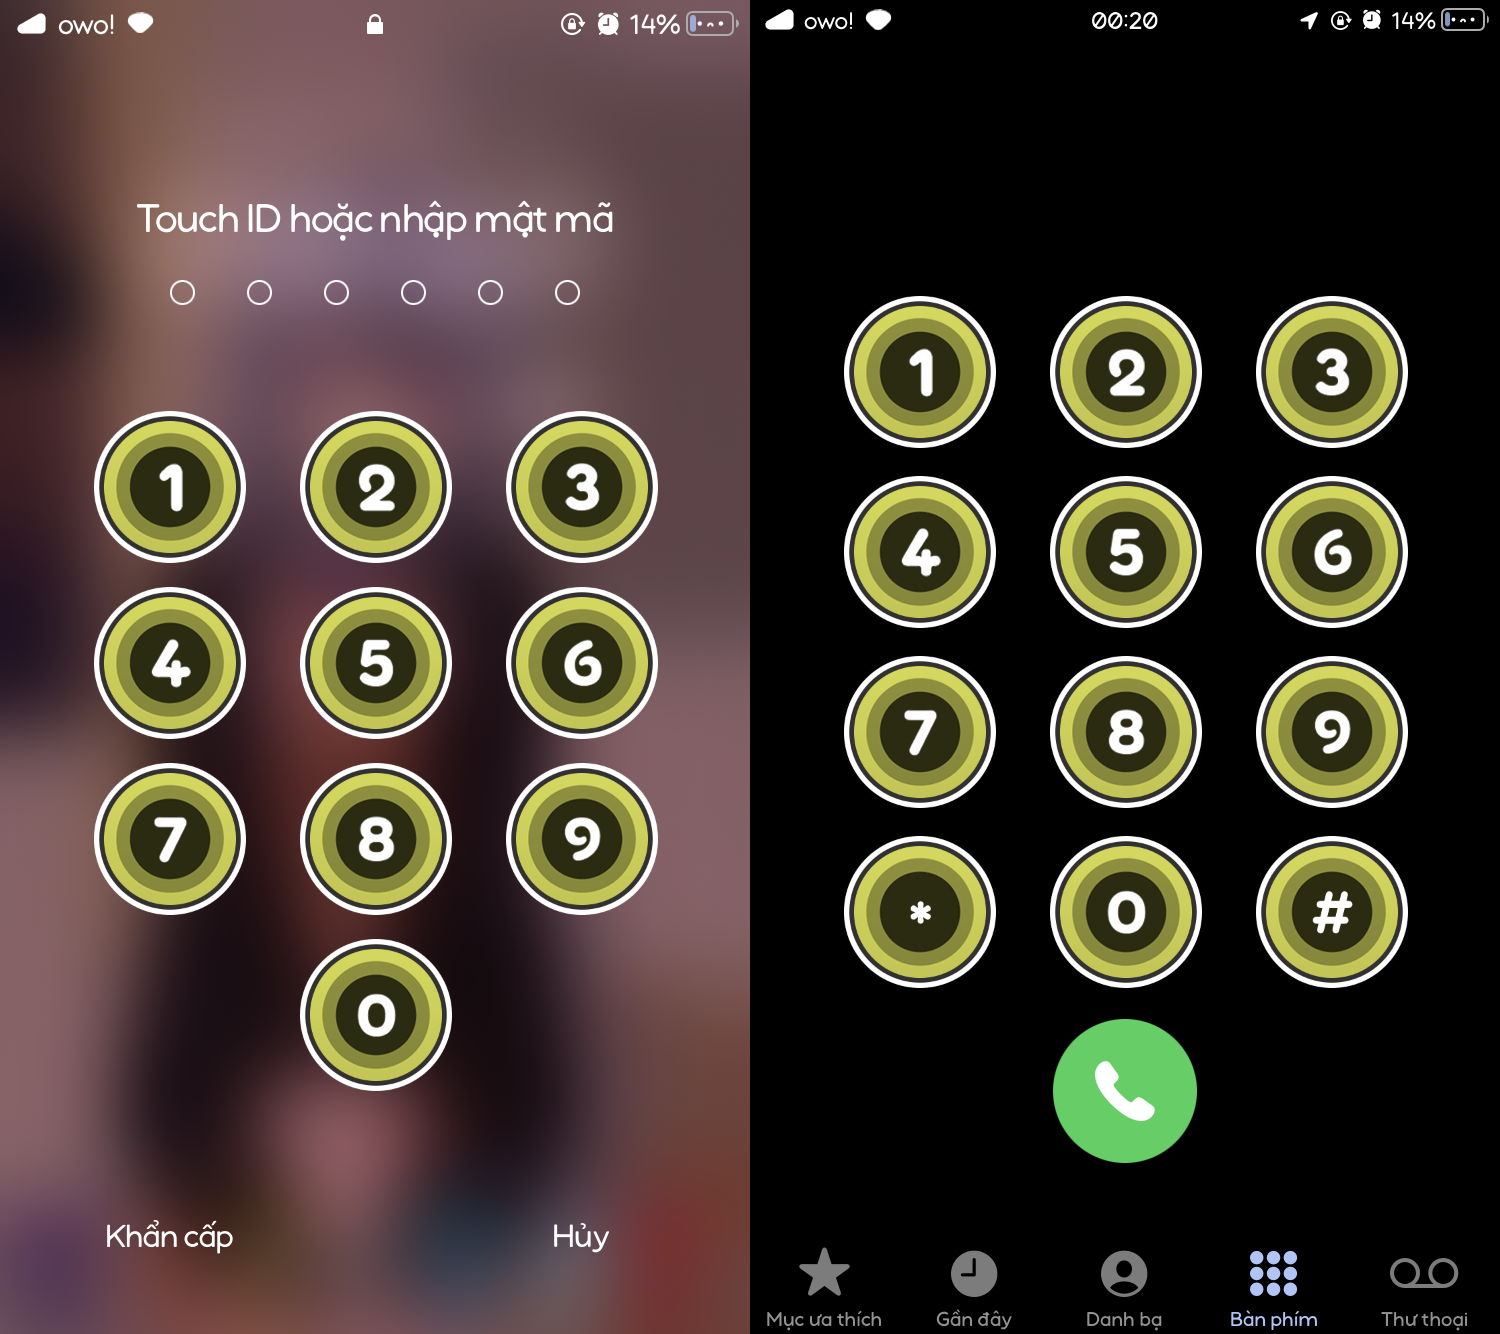 owo!
14%
Touch ID hoặc nhập mật mã
1 2 3
4 5 6
7 8 9
0
Khẩn cấp Hủy
owo! 00:20 14%
1 2 3
4 5 6
7 8 9
* 0 #
Mục ưa thích Gần đây Danh bạ Bàn phím Thư thoại